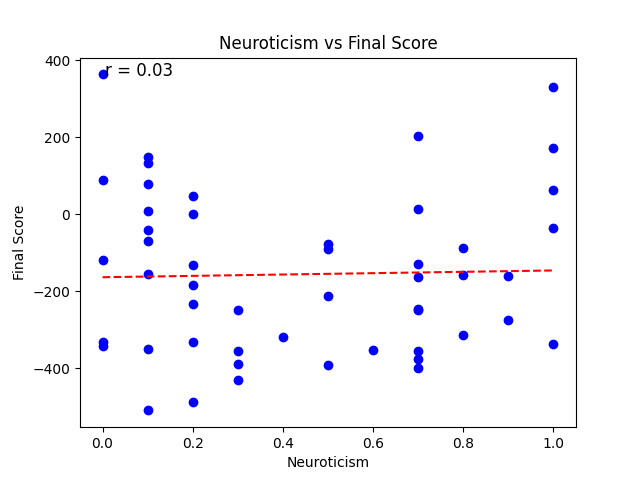 Neuroticism vs Final Score
r = 0.03
Final Score
400
200
0
−200
−400
0.0 0.2 0.4 0.6 0.8 1.0
Neuroticism